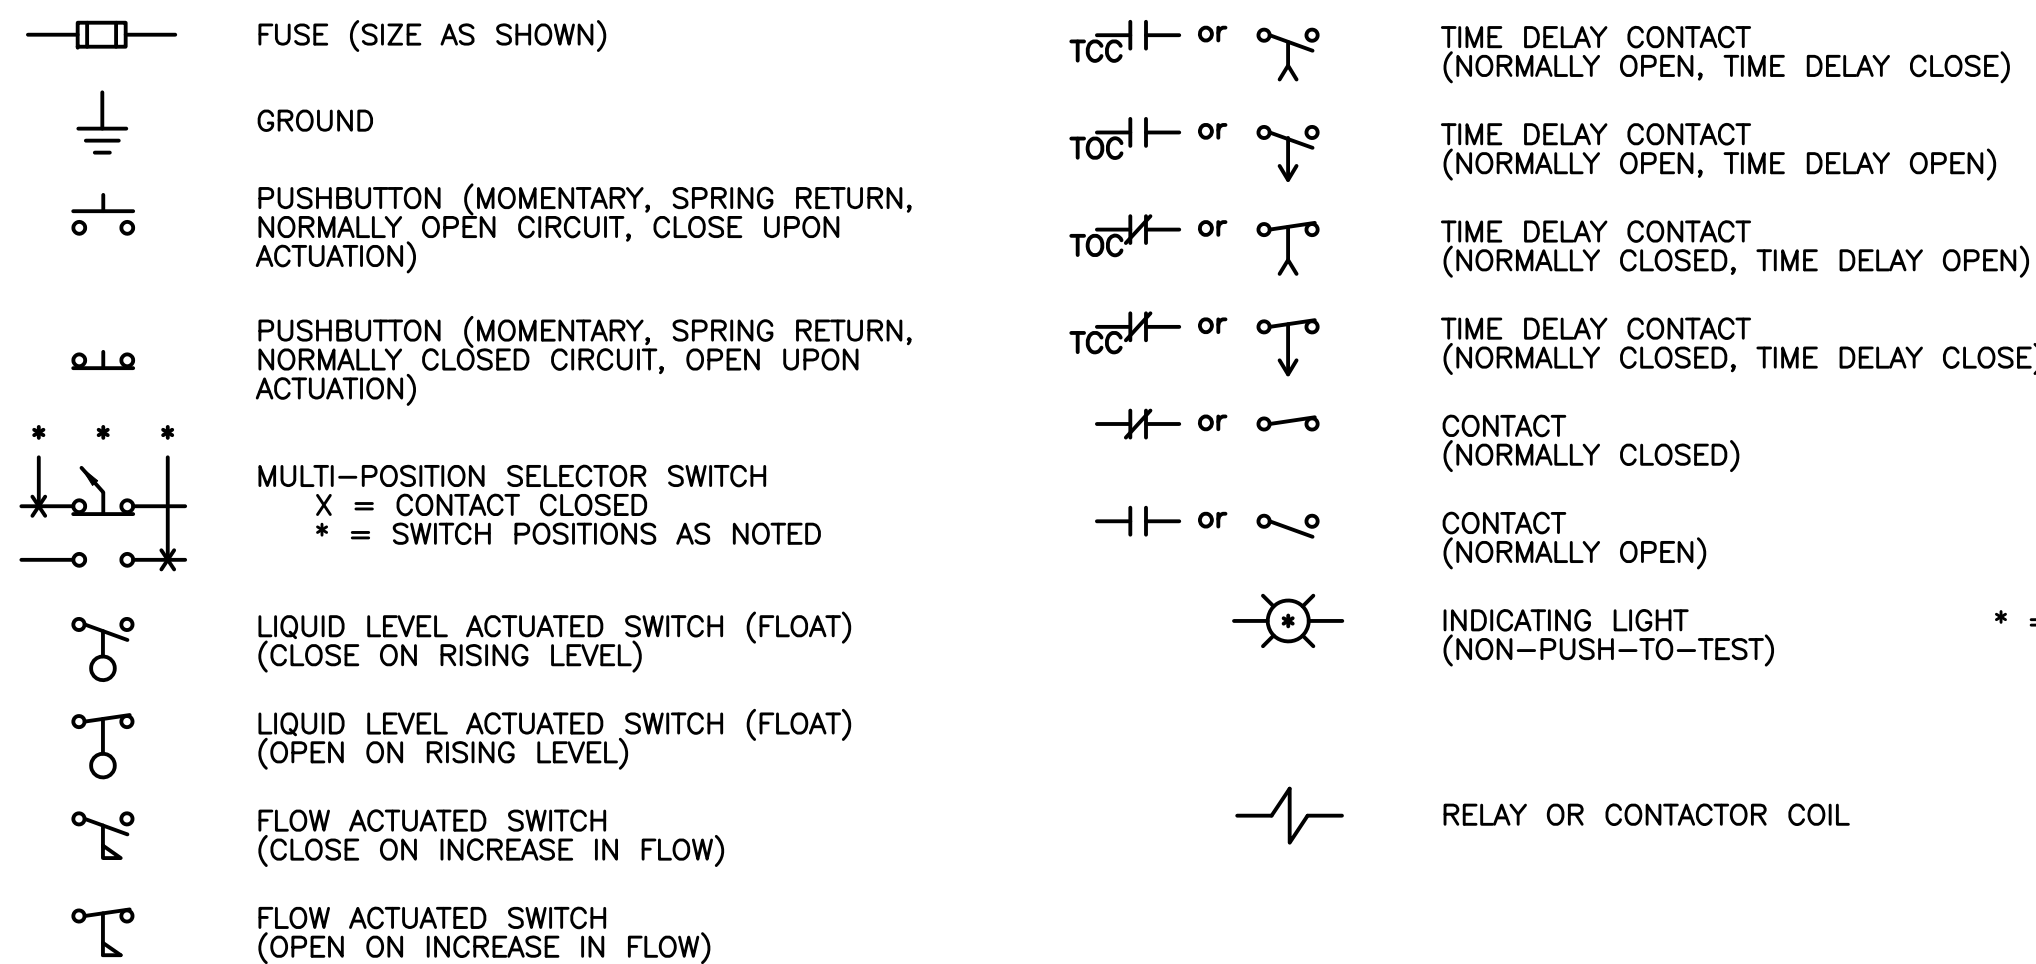 FUSE (SIZE AS SHOWN)
GROUND
PUSHBUTTON (MOMENTARY, SPRING RETURN,
NORMALLY OPEN CIRCUIT, CLOSE UPON
ACTUATION)
PUSHBUTTON (MOMENTARY, SPRING RETURN,
NORMALLY CLOSED CIRCUIT, OPEN UPON
ACTUATION)
* * *
MULTI-POSITION SELECTOR SWITCH
X = CONTACT CLOSED
* = SWITCH POSITIONS AS NOTED
LIQUID LEVEL ACTUATED SWITCH (FLOAT)
(CLOSE ON RISING LEVEL)
LIQUID LEVEL ACTUATED SWITCH (FLOAT)
(OPEN ON RISING LEVEL)
FLOW ACTUATED SWITCH
(CLOSE ON INCREASE IN FLOW)
FLOW ACTUATED SWITCH
(OPEN ON INCREASE IN FLOW)
TCC or
TIME DELAY CONTACT
(NORMALLY OPEN, TIME DELAY CLOSE)
TOC or
TIME DELAY CONTACT
(NORMALLY OPEN, TIME DELAY OPEN)
TOC or
TIME DELAY CONTACT
(NORMALLY CLOSED, TIME DELAY OPEN)
TCC or
TIME DELAY CONTACT
(NORMALLY CLOSED, TIME DELAY CLOSE)
or
CONTACT
(NORMALLY CLOSED)
or
CONTACT
(NORMALLY OPEN)
*
INDICATING LIGHT * =
(NON-PUSH-TO-TEST)
RELAY OR CONTACTOR COIL